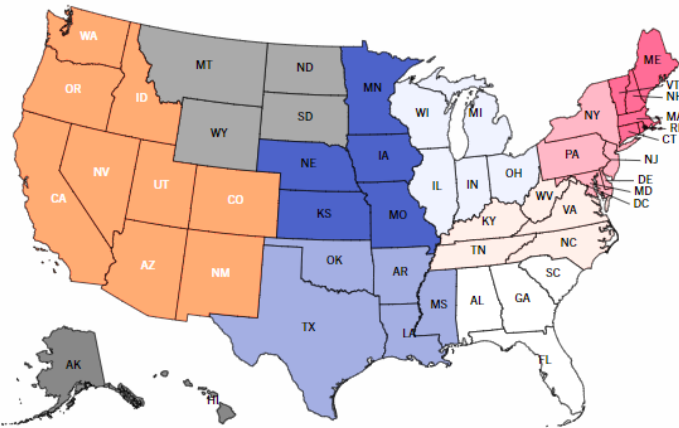 WA
OR
ID
MT
WY
ND
SD
NE
KS
MN
IA
MO
WI
MI
IL
IN
OH
NY
PA
ME
VT
NH
MA
RI
CT
NJ
DE
MD
DC
CA
NV
UT
CO
AZ
NM
OK
TX
AR
LA
MS
KY
WV
VA
TN
NC
SC
AL
GA
FL
AK
HI